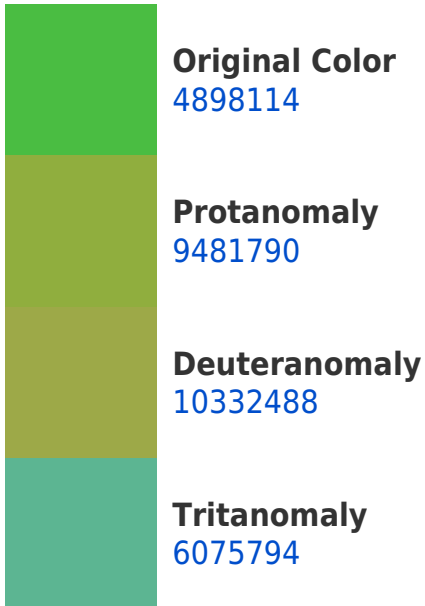 Original Color
4898114
Protanomaly
9481790
Deuteranomaly
10332488
Tritanomaly
6075794